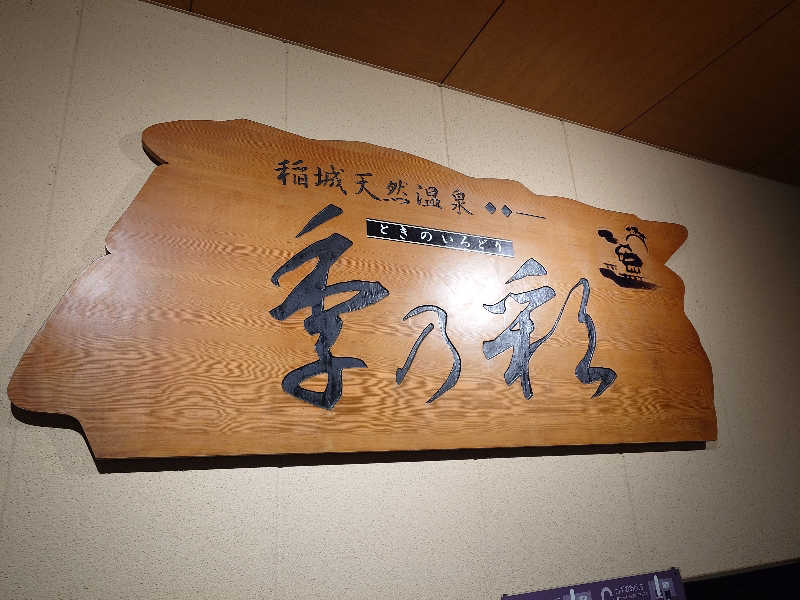 稲城天然温泉
ときのいろどり
季乃彩